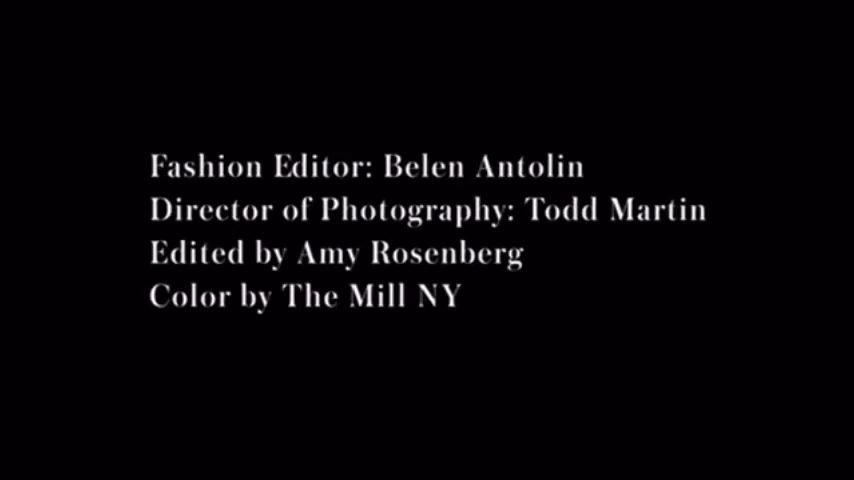 Fashion Editor: Belen Antolin
Director of Photography: Todd Martin
Edited by Amy Rosenberg
Color by The Mill NY